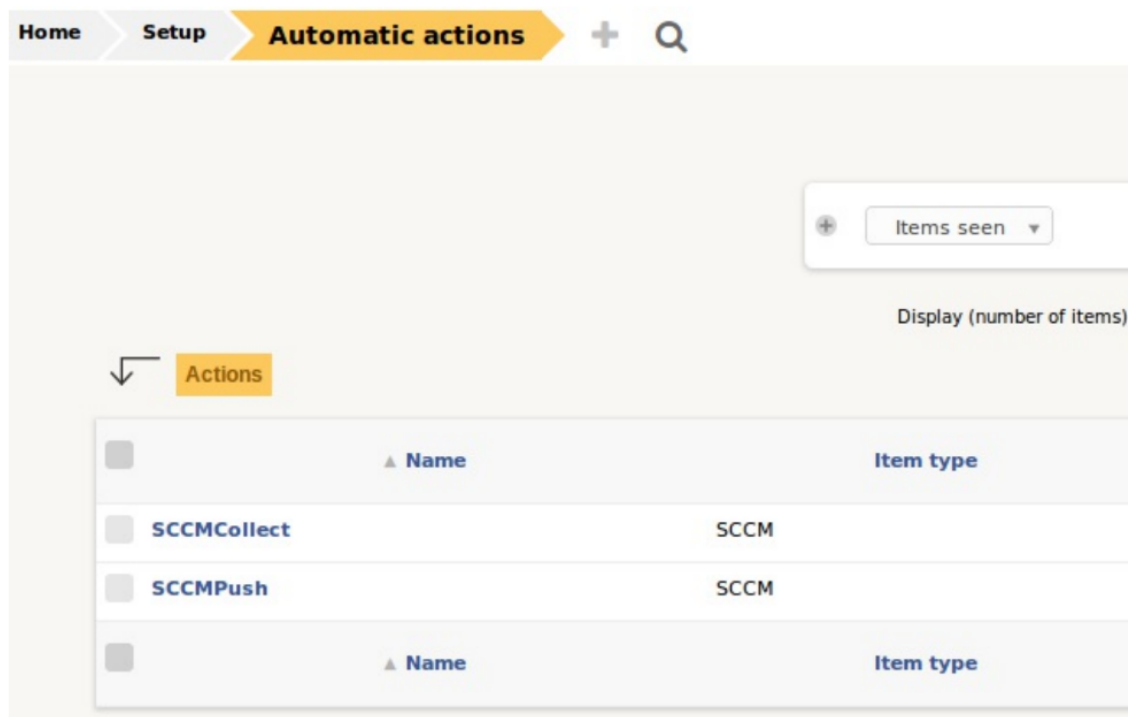 Home Setup Automatic actions
Items seen
Display (number of items)
Actions
Name Item type
SCCMCollect SCCM
SCCMPush SCCM
Name Item type